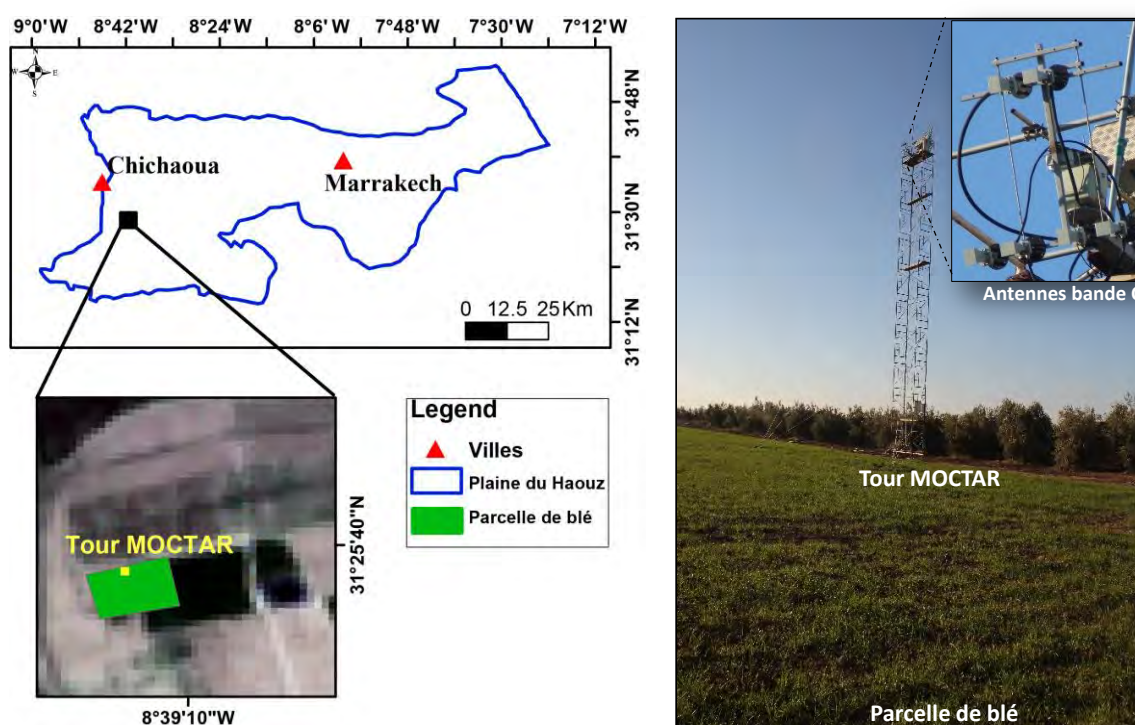 9°0'W 8°42'W 8°24'W 8°6'W 7°48'W 7°30'W 7°12'W
N
W E
S
31°48'N
Chichaoua
Marrakech
31°30'N
0 12.5 25 Km
31°12'N
Legend
Villes
Plaine du Haouz
Parcelle de blé
Tour MOCTAR
31°25'40"N
8°39'10"W
Antennes bande C
Tour MOCTAR
Parcelle de blé